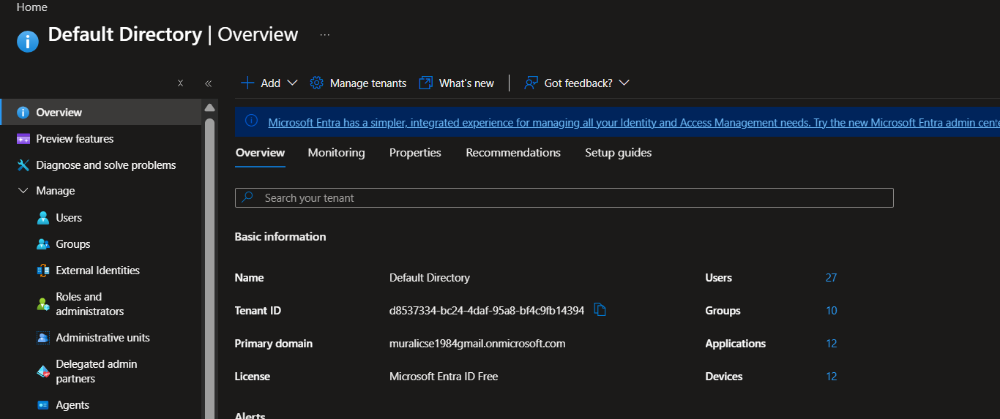 Home
Default Directory | Overview
Add
Manage tenants
What's new
Got feedback?
Overview
Preview features
Diagnose and solve problems
Manage
Users
Groups
External Identities
Roles and
administrators
Administrative units
Delegated admin
partners
Agents
Microsoft Entra has a simpler, integrated experience for managing all your Identity and Access Management needs. Try the new Microsoft Entra admin cente
Overview
Monitoring
Properties
Recommendations
Setup guides
Search your tenant
Basic information
Name
Default Directory
Users
27
Tenant ID
d8537334-bc24-4daf-95a8-bf4c9fb14394
Groups
10
Primary domain
muralicse1984gmail.onmicrosoft.com
Applications
12
License
Microsoft Entra ID Free
Devices
12
Alerts